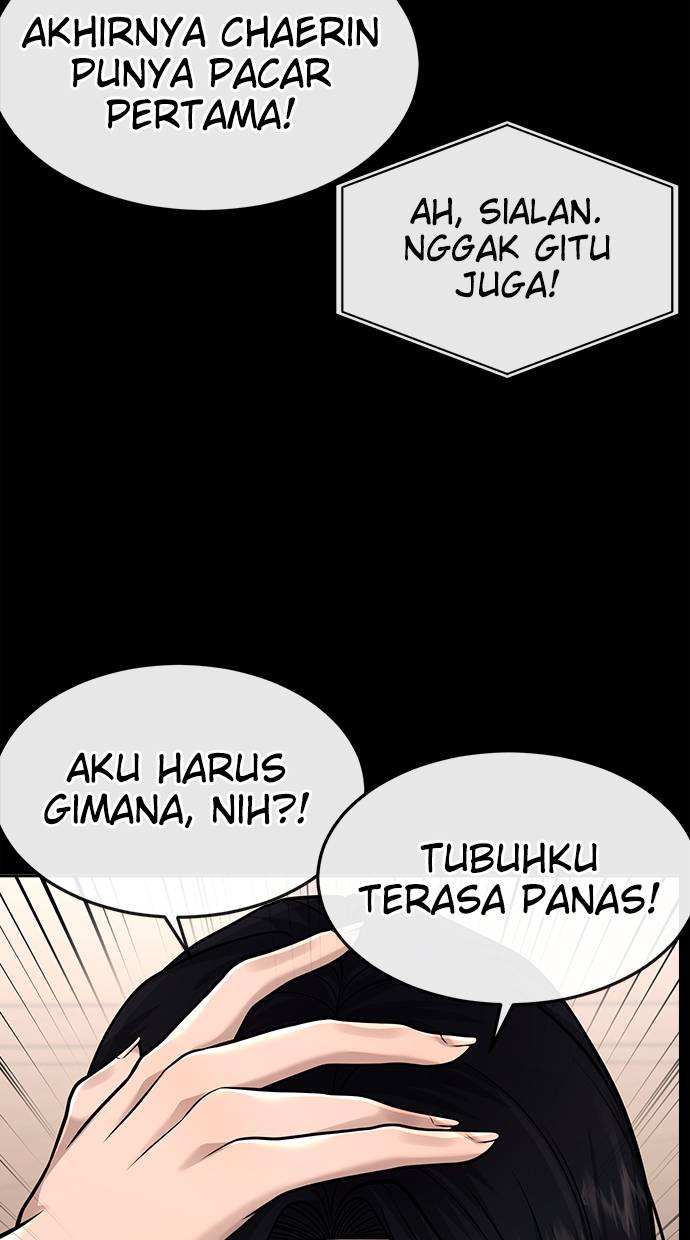 AKHIRNYA CHAERIN
PUNYA PACAR
PERTAMA!
AH, SIALAN.
NGGAK GITU
JUGA!
AKU HARUS
GIMANA, NIH?!
TUBUHKU
TERASA PANAS!